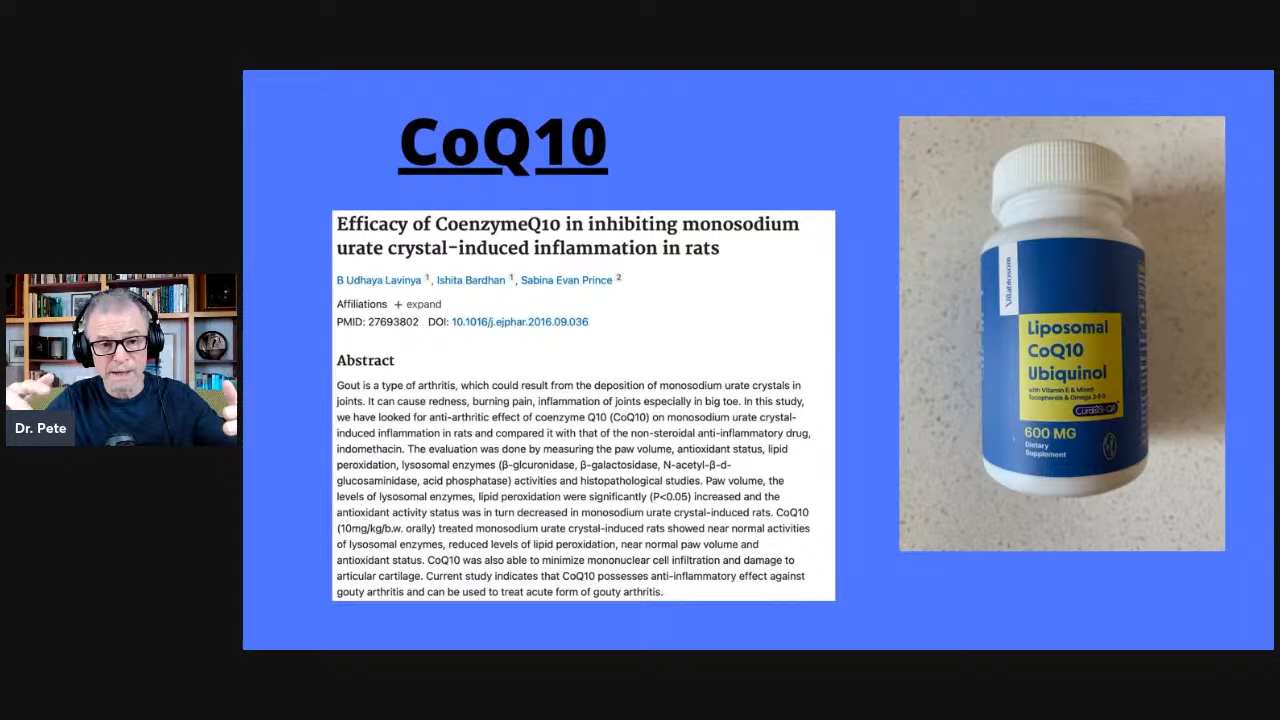 CoQ10
Efficacy of CoenzymeQ10 in inhibiting monosodium
urate crystal-induced inflammation in rats
B Udhaya Lavinya 1, Ishita Bardhan 1, Sabina Evan Prince 2
Affiliations + expand
PMID: 27693802 DOI: 10.1016/j.ejphar.2016.09.036
Abstract
Gout is a type of arthritis, which could result from the deposition of monosodium urate crystals in
joints. It can cause redness, burning pain, inflammation of joints especially in big toe. In this study,
we have looked for anti-arthritic effect of coenzyme Q10 (CoQ10) on monosodium urate crystal-
induced inflammation in rats and compared it with that of the non-steroidal anti-inflammatory drug,
indomethacin. The evaluation was done by measuring the paw volume, antioxidant status, lipid
peroxidation, lysosomal enzymes (β-glcuronidase, β-galactosidase, N-acetyl-β-d-
glucosaminidase, acid phosphatase) activities and histopathological studies. Paw volume, the
levels of lysosomal enzymes, lipid peroxidation were significantly (P<0.05) increased and the
antioxidant activity status was in turn decreased in monosodium urate crystal-induced rats. CoQ10
(10mg/kg/b.w. orally) treated monosodium urate crystal-induced rats showed near normal activities
of lysosomal enzymes, reduced levels of lipid peroxidation, near normal paw volume and
antioxidant status. CoQ10 was also able to minimize mononuclear cell infiltration and damage to
articular cartilage. Current study indicates that CoQ10 possesses anti-inflammatory effect against
gouty arthritis and can be used to treat acute form of gouty arthritis.
Liposomal
CoQ10
Ubiquinol
with Vitamin E & Mixed
Tocopherols & Omega 3-6-9
600 MG
Dietary
Supplement
Dr. Pete